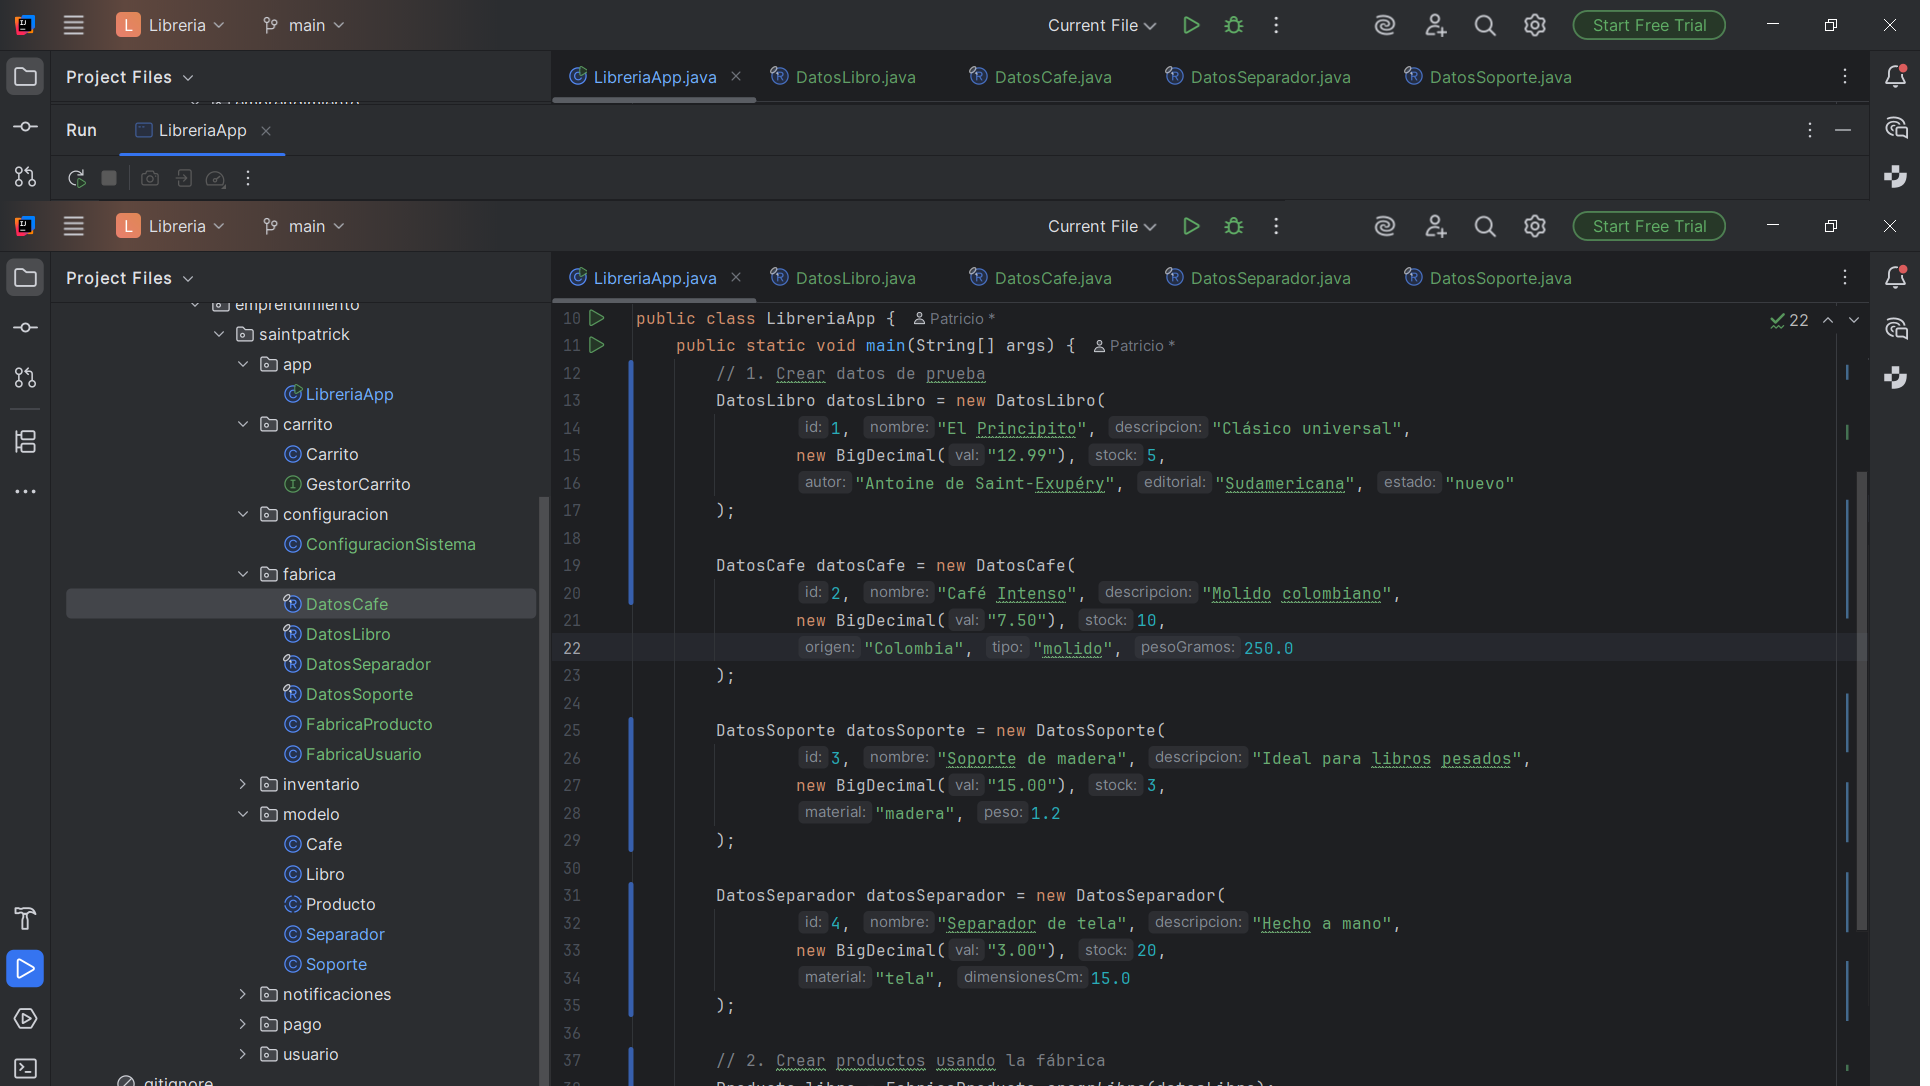 L Libreria main Current File Start Free Trial
Project Files LibreriaApp.java DatosLibro.java DatosCafe.java DatosSeparador.java DatosSoporte.java
Run LibreriaApp
L Libreria main Current File Start Free Trial
Project Files LibreriaApp.java DatosLibro.java DatosCafe.java DatosSeparador.java DatosSoporte.java
emprendimiento
saintpatrick
app
LibreriaApp
carrito
Carrito
GestorCarrito
configuracion
ConfiguracionSistema
fabrica
DatosCafe
DatosLibro
DatosSeparador
DatosSoporte
FabricaProducto
FabricaUsuario
inventario
modelo
Cafe
Libro
Producto
Separador
Soporte
notificaciones
pago
usuario
.gitignore
22
10 public class LibreriaApp { Patricio *
11 public static void main(String[] args) { Patricio *
12 // 1. Crear datos de prueba
13 DatosLibro datosLibro = new DatosLibro(
14 id: 1, nombre: "El Principito", descripcion: "Clásico universal",
15 new BigDecimal( val: "12.99"), stock: 5,
16 autor: "Antoine de Saint-Exupéry", editorial: "Sudamericana", estado: "nuevo"
17 );
18
19 DatosCafe datosCafe = new DatosCafe(
20 id: 2, nombre: "Café Intenso", descripcion: "Molido colombiano",
21 new BigDecimal( val: "7.50"), stock: 10,
22 origen: "Colombia", tipo: "molido", pesoGramos: 250.0
23 );
24
25 DatosSoporte datosSoporte = new DatosSoporte(
26 id: 3, nombre: "Soporte de madera", descripcion: "Ideal para libros pesados",
27 new BigDecimal( val: "15.00"), stock: 3,
28 material: "madera", peso: 1.2
29 );
30
31 DatosSeparador datosSeparador = new DatosSeparador(
32 id: 4, nombre: "Separador de tela", descripcion: "Hecho a mano",
33 new BigDecimal( val: "3.00"), stock: 20,
34 material: "tela", dimensionesCm: 15.0
35 );
36
37 // 2. Crear productos usando la fábrica
38 Producto libro = FabricaProducto.crearLibro(datosLibro);